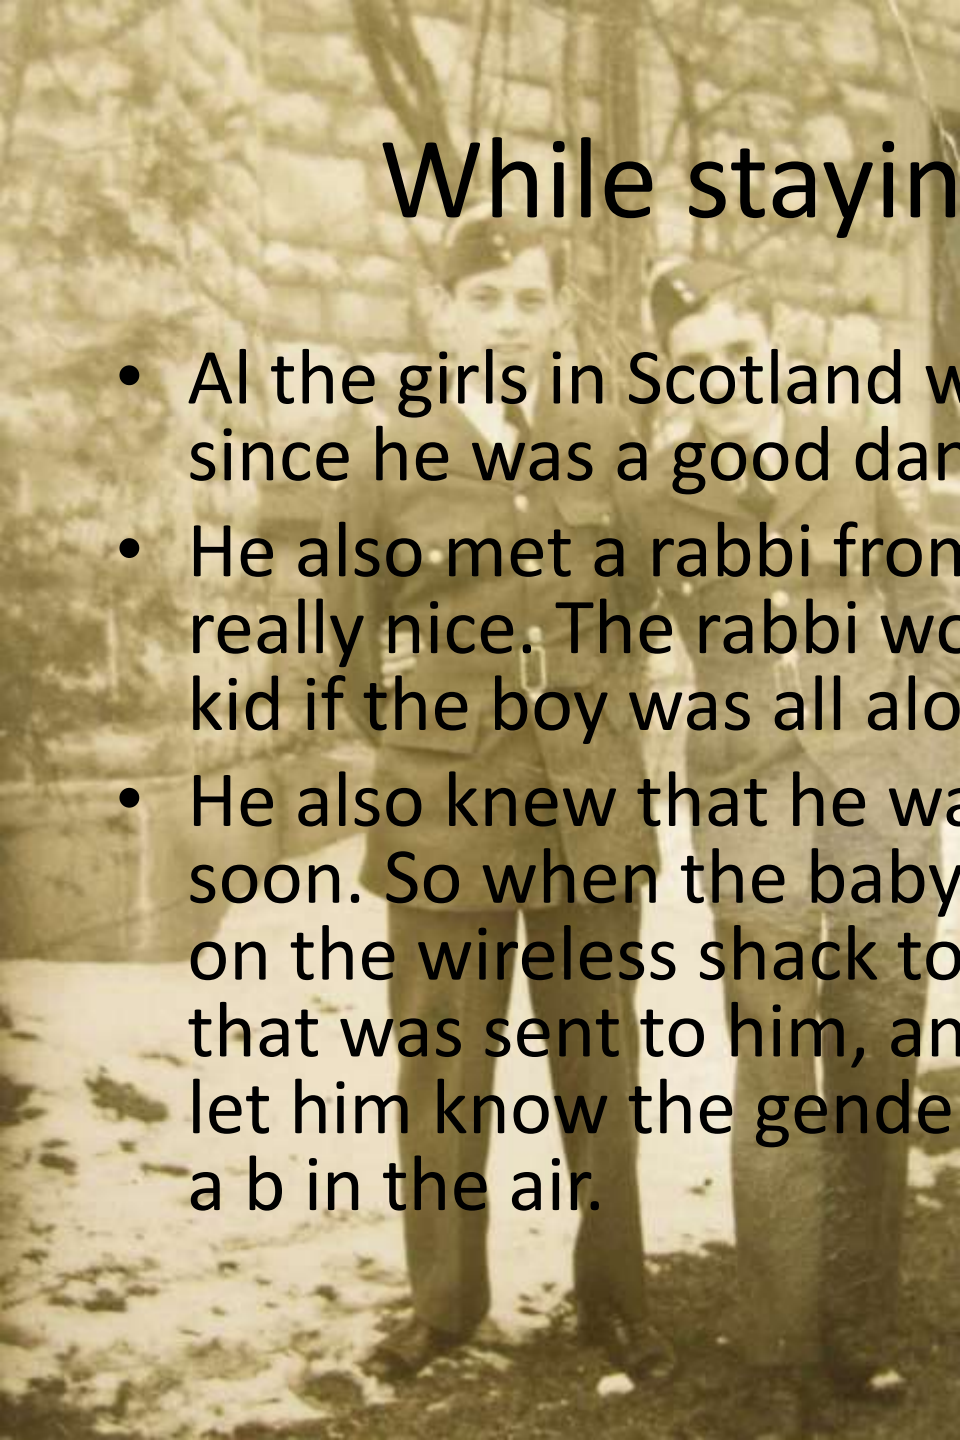 While stayin
• Al the girls in Scotland w
since he was a good dan
• He also met a rabbi from
really nice. The rabbi wo
kid if the boy was all alo
• He also knew that he wa
soon. So when the baby
on the wireless shack to
that was sent to him, an
let him know the gende
a b in the air.